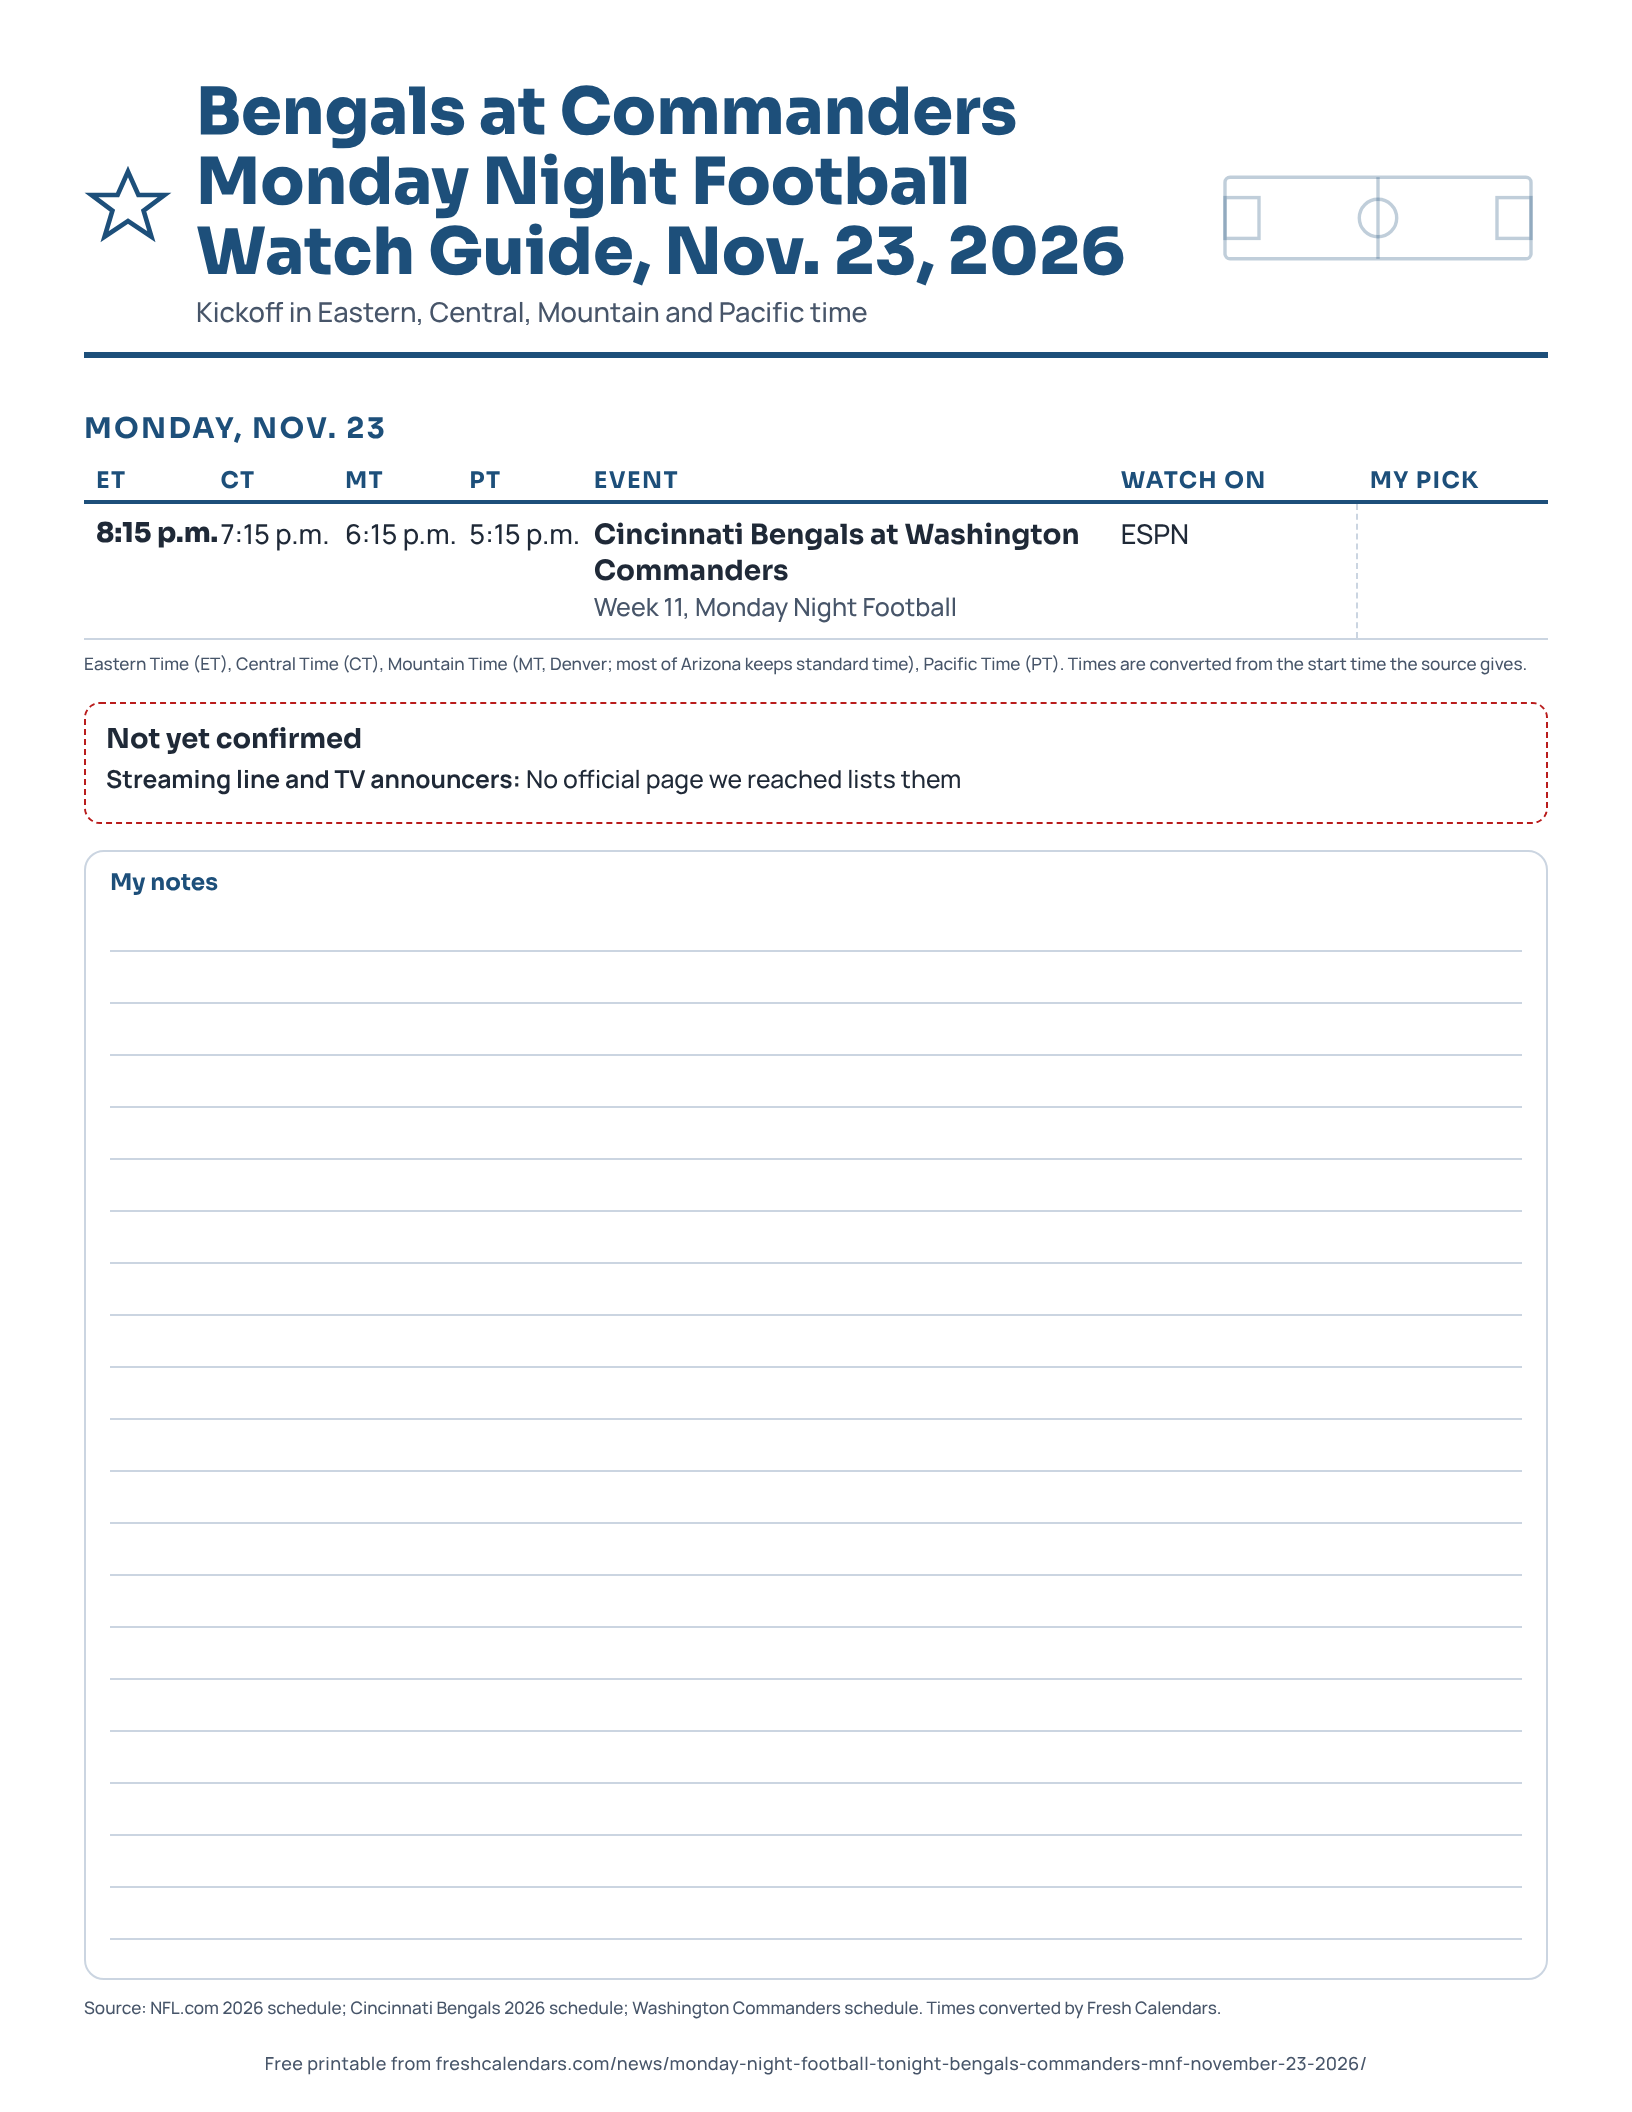 Bengals at Commanders
Monday Night Football
Watch Guide, Nov. 23, 2026
Kickoff in Eastern, Central, Mountain and Pacific time
MONDAY, NOV. 23
ET CT MT PT EVENT WATCH ON MY PICK
8:15 p.m. 7:15 p.m. 6:15 p.m. 5:15 p.m. Cincinnati Bengals at Washington ESPN
Commanders
Week 11, Monday Night Football
Eastern Time (ET), Central Time (CT), Mountain Time (MT, Denver; most of Arizona keeps standard time), Pacific Time (PT). Times are converted from the start time the source gives.
Not yet confirmed
Streaming line and TV announcers: No official page we reached lists them
My notes
Source: NFL.com 2026 schedule; Cincinnati Bengals 2026 schedule; Washington Commanders schedule. Times converted by Fresh Calendars.
Free printable from freshcalendars.com/news/monday-night-football-tonight-bengals-commanders-mnf-november-23-2026/